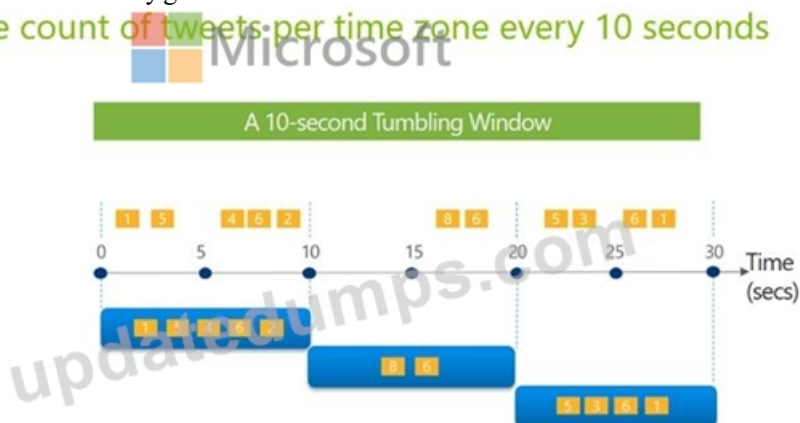 e count of tweets per time zone every 10 seconds
Microsoft
A 10-second Tumbling Window
1 5 4 6 2 8 6 5 3 6 1
0 5 10 15 20 25 30
Time
(secs)
1 5 4 6 2
8 6
5 3 6 1
updatedumps.com